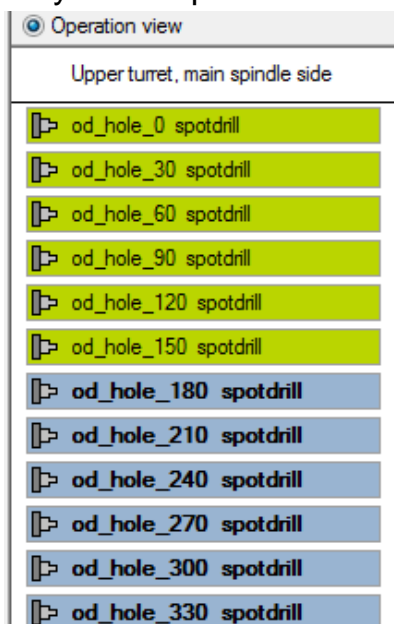 Operation view
Upper turret, main spindle side
od_hole_0 spotdrill
od_hole_30 spotdrill
od_hole_60 spotdrill
od_hole_90 spotdrill
od_hole_120 spotdrill
od_hole_150 spotdrill
od_hole_180 spotdrill
od_hole_210 spotdrill
od_hole_240 spotdrill
od_hole_270 spotdrill
od_hole_300 spotdrill
od_hole_330 spotdrill